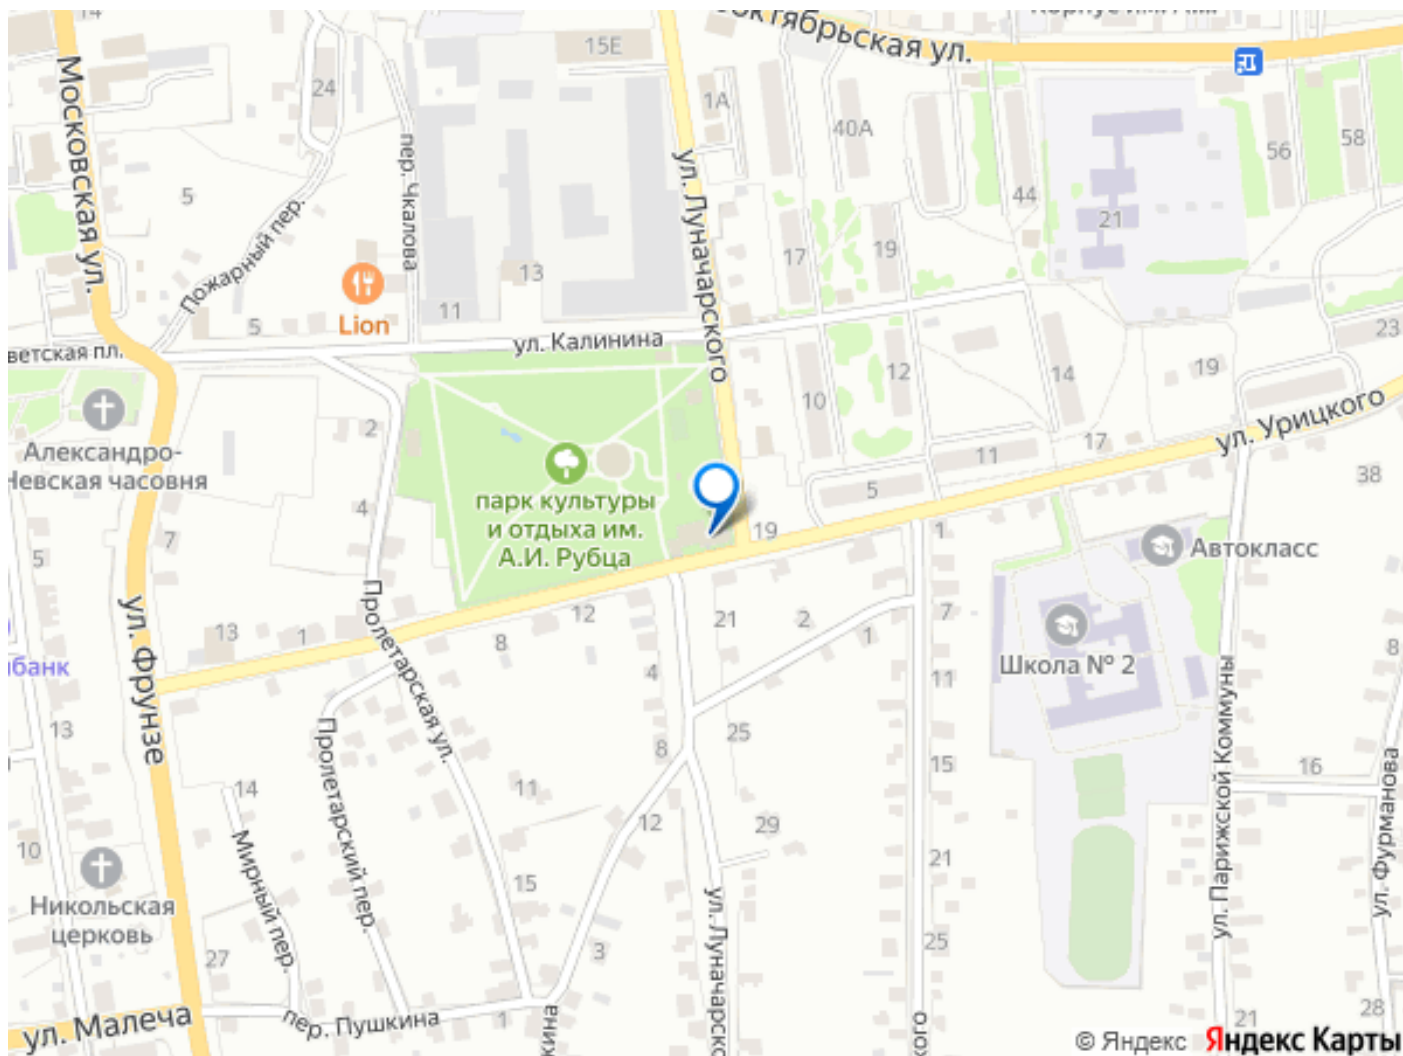 14
15Е
Октябрьская ул.
Московская ул.
24
1А
40А
56
58
пер. Чкалова
ул. Луначарского
5
44
21
Пожарный пер.
17
19
13
11
Lion
5
ул. Калинина
23
ветская пл.
10
12
14
19
2
Александро-
Невская часовня
ул. Урицкого
17
11
38
парк культуры
и отдыха им.
А.И. Рубца
4
5
7
19
1
Автокласс
5
ул. Фрунзе
Пролетарская ул.
13
1
12
8
21
2
1
7
Школа № 2
8
банк
4
11
ул. Парижской Коммуны
13
Пролетарский пер.
25
8
15
16
ул. Фурманова
14
11
12
29
10
Мирный пер.
21
15
Никольская
церковь
ул. Луначарско
27
3
25
ул. Малеча
пер. Пушкина
1
кина
кого
21
28
© Яндекс Яндекс Карты